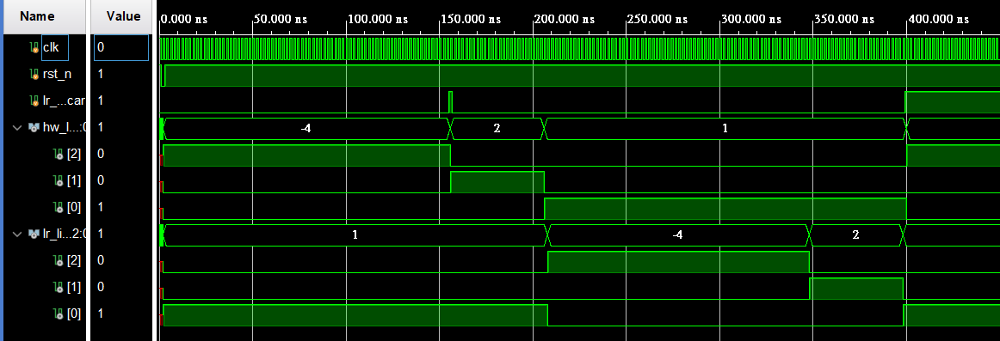 Name Value 0.000 ns 50.000 ns 100.000 ns 150.000 ns 200.000 ns 250.000 ns 300.000 ns 350.000 ns 400.000 ns
clk 0
rst_n 1
lr_...car 1
hw_l...:0 1 -4 2 1
[2] 0
[1] 0
[0] 1
lr_li...2:0 1 1 -4 2
[2] 0
[1] 0
[0] 1